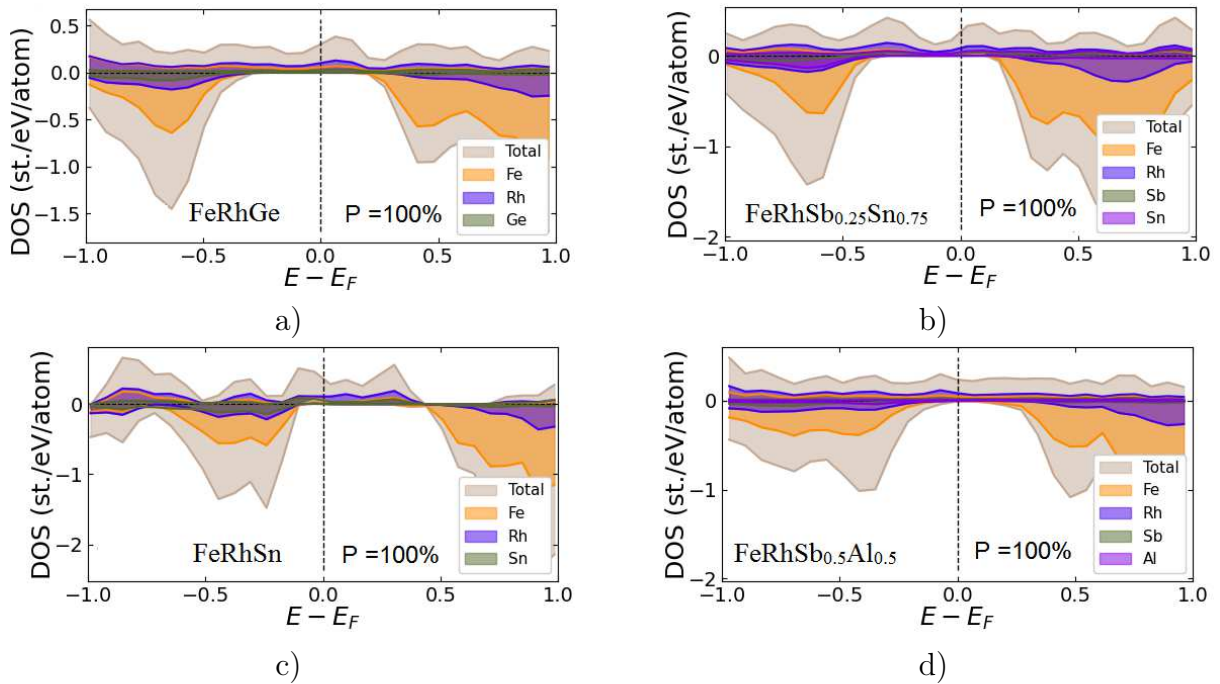 DOS (st./eV/atom)
0.5
0.0
−0.5
−1.0
−1.5
−1.0
−0.5
0.0
0.5
1.0
E − E_F
FeRhGe
P =100%
Total
Fe
Rh
Ge
a)
DOS (st./eV/atom)
0
−1
−2
−1.0
−0.5
0.0
0.5
1.0
E − E_F
FeRhSb₀.₂₅Sn₀.₇₅
P =100%
Total
Fe
Rh
Sb
Sn
b)
DOS (st./eV/atom)
0
−1
−2
−1.0
−0.5
0.0
0.5
1.0
E − E_F
FeRhSn
P =100%
Total
Fe
Rh
Sn
c)
DOS (st./eV/atom)
0
−1
−2
−1.0
−0.5
0.0
0.5
1.0
E − E_F
FeRhSb₀.₅Al₀.₅
P =100%
Total
Fe
Rh
Sb
Al
d)